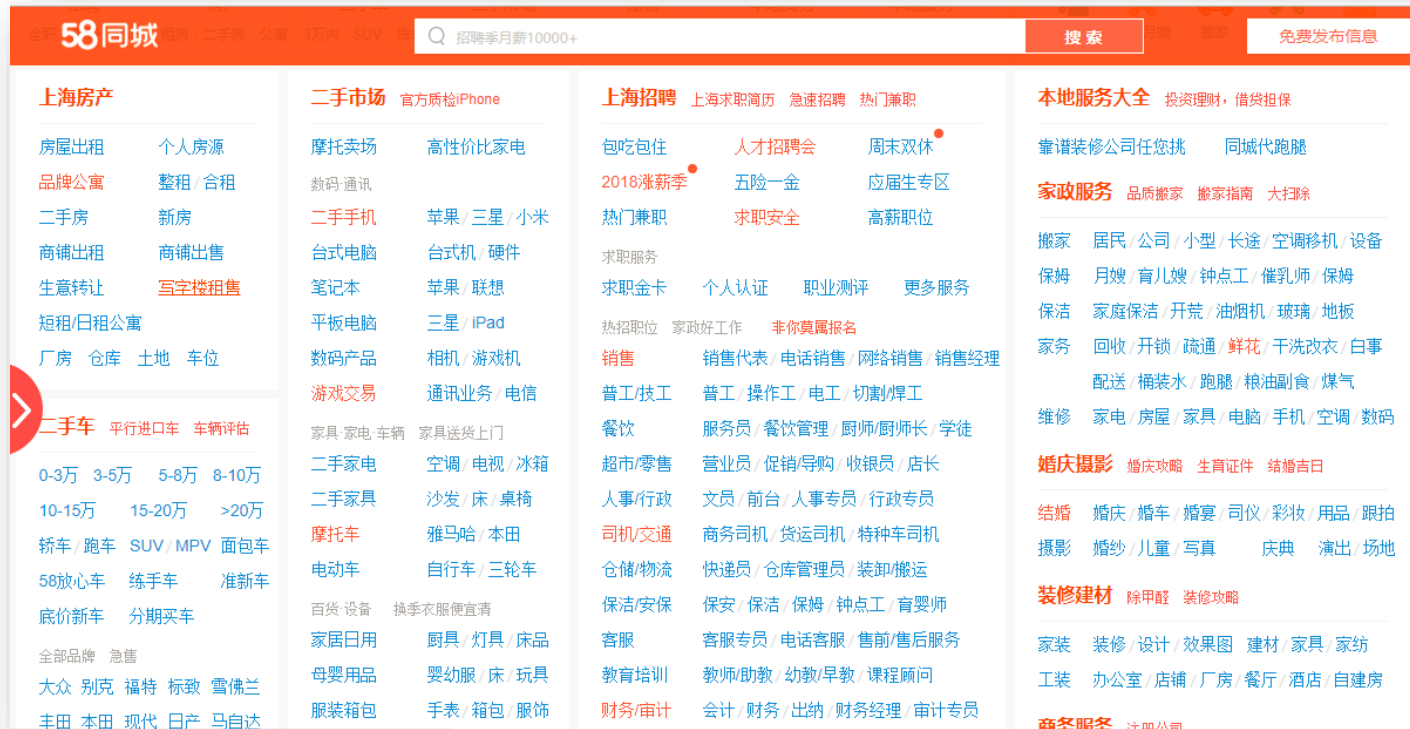 58同城
招聘季月薪10000+
搜索
免费发布信息
上海房产
房屋出租 个人房源
品牌公寓 整租/合租
二手房 新房
商铺出租 商铺出售
生意转让 写字楼租售
短租/日租公寓
厂房 仓库 土地 车位
二手车 平行进口车 车辆评估
0-3万 3-5万 5-8万 8-10万
10-15万 15-20万 >20万
轿车/跑车 SUV/MPV 面包车
58放心车 练手车 准新车
底价新车 分期买车
全部品牌 急售
大众 别克 福特 标致 雪佛兰
丰田 本田 现代 日产 马自达
二手市场 官方质检iPhone
摩托卖场 高性价比家电
数码·通讯
二手手机 苹果/三星/小米
台式电脑 台式机/硬件
笔记本 苹果/联想
平板电脑 三星/iPad
数码产品 相机/游戏机
游戏交易 通讯业务/电信
家具·家电·车辆 家具送货上门
二手家电 空调/电视/冰箱
二手家具 沙发/床/桌椅
摩托车 雅马哈/本田
电动车 自行车/三轮车
百货·设备 换季衣服便宜清
家居日用 厨具/灯具/床品
母婴用品 婴幼服/床/玩具
服装箱包 手表/箱包/服饰
上海招聘 上海求职简历 急速招聘 热门兼职
包吃包住 人才招聘会 周末双休
2018涨薪季 五险一金 应届生专区
热门兼职 求职安全 高薪职位
求职服务
求职金卡 个人认证 职业测评 更多服务
热招职位 家政好工作 非你莫属报名
销售 销售代表/电话销售/网络销售/销售经理
普工/技工 普工/操作工/电工/切割/焊工
餐饮 服务员/餐饮管理/厨师/厨师长/学徒
超市/零售 营业员/促销/导购/收银员/店长
人事/行政 文员/前台/人事专员/行政专员
司机/交通 商务司机/货运司机/特种车司机
仓储/物流 快递员/仓库管理员/装卸/搬运
保洁/安保 保安/保洁/保姆/钟点工/育婴师
客服 客服专员/电话客服/售前/售后服务
教育培训 教师/助教/幼教/早教/课程顾问
财务/审计 会计/财务/出纳/财务经理/审计专员
本地服务大全 投资理财，借贷担保
靠谱装修公司任您挑 同城代跑腿
家政服务 品质搬家 搬家指南 大扫除
搬家 居民/公司/小型/长途/空调移机/设备
保姆 月嫂/育儿嫂/钟点工/催乳师/保姆
保洁 家庭保洁/开荒/油烟机/玻璃/地板
家务 回收/开锁/疏通/鲜花/干洗改衣/白事
配送/桶装水/跑腿/粮油副食/煤气
维修 家电/房屋/家具/电脑/手机/空调/数码
婚庆摄影 婚庆攻略 生育证件 结婚吉日
结婚 婚庆/婚车/婚宴/司仪/彩妆/用品/跟拍
摄影 婚纱/儿童/写真 庆典 演出/场地
装修建材 除甲醛 装修攻略
家装 装修/设计/效果图 建材/家具/家纺
工装 办公室/店铺/厂房/餐厅/酒店/自建房
商务服务 注册公司